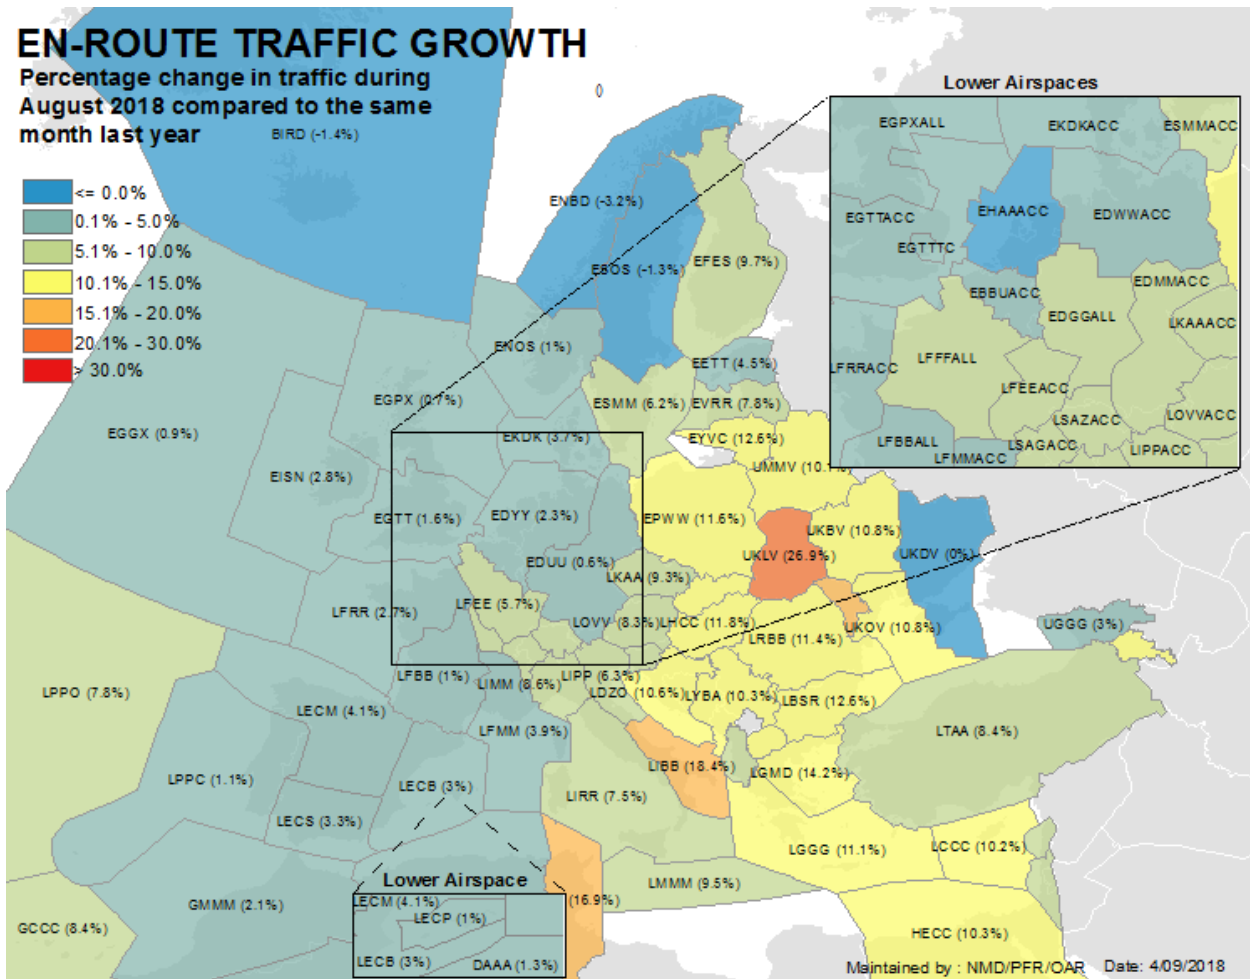 EN-ROUTE TRAFFIC GROWTH
Percentage change in traffic during
August 2018 compared to the same
month last year
<= 0.0%
0.1% - 5.0%
5.1% - 10.0%
10.1% - 15.0%
15.1% - 20.0%
20.1% - 30.0%
> 30.0%
0
BIRD (-1.4%)
ENBD (-3.2%)
ESOS (-1.3%)
EFES (9.7%)
ENOS (1%)
EETT (4.5%)
EGPX (0.7%)
ESMM (6.2%)
EVRR (7.8%)
EGGX (0.9%)
EKDK (3.7%)
EYVC (12.6%)
UMMV (10.1%
EISN (2.8%)
EGTT (1.6%)
EDYY (2.3%)
EPWW (11.6%)
UKBV (10.8%)
UKLV (26.9%)
UKDV (0%)
EDUU (0.6%)
LKAA (9.3%)
LFRR (2.7%)
LFEE (5.7%)
LOVV (8.3%)
LHCC (11.8%)
LRBB (11.4%)
UKOV (10.8%)
UGGG (3%)
LPPO (7.8%)
LECM (4.1%)
LFBB (1%)
LIMM (8.6%)
LIPP (6.3%)
LDZO (10.6%)
LYBA (10.3%)
LBSR (12.6%)
LTAA (8.4%)
LFMM (3.9%)
LPPC (1.1%)
LECB (3%)
LIBB (18.4%)
LGMD (14.2%)
LIRR (7.5%)
LECS (3.3%)
LGGG (11.1%)
LCCC (10.2%)
LMMM (9.5%)
GMMM (2.1%)
(16.9%)
GCCC (8.4%)
HECC (10.3%)
Lower Airspaces
EGPXALL
EKDKACC
ESMMACC
EGTTACC
EHAAACC
EDWWACC
EGTTTC
EBBUACC
EDMMACC
EDGGALL
LKAAACC
LFRRACC
LFFFALL
LFEEACC
LSAZACC
LOVVACC
LFBBALL
LSAGACC
LIPPACC
LFMMACC
Lower Airspace
LECM (4.1%)
LECP (1%)
LECB (3%)
DAAA (1.3%)
Maintained by : NMD/PFR/OAR Date: 4/09/2018